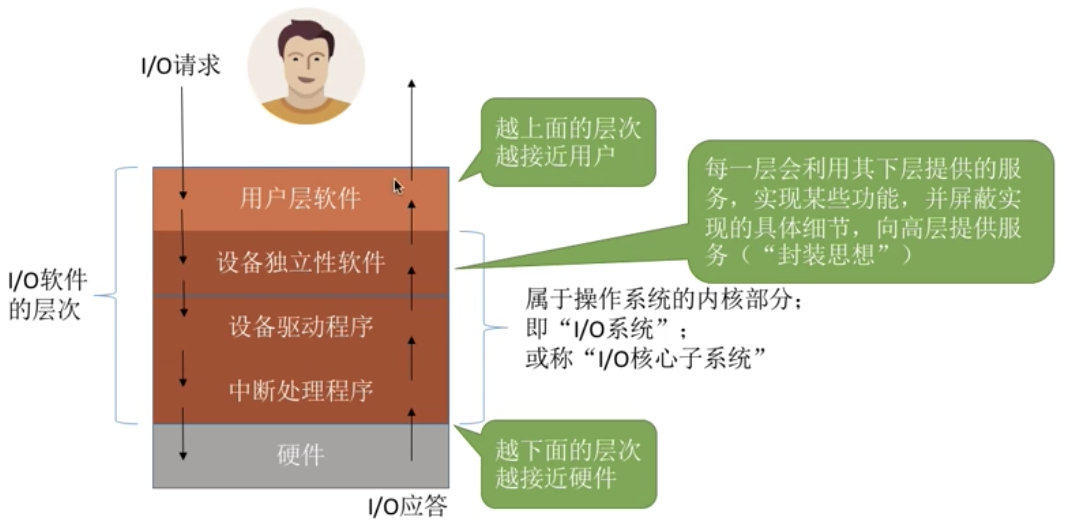 I/O请求
越上面的层次
越接近用户
每一层会利用其下层提供的服
务，实现某些功能，并屏蔽实
现的具体细节，向高层提供服
务（“封装思想”）
用户层软件
设备独立性软件
I/O软件
的层次
设备驱动程序
属于操作系统的内核部分；
即“I/O系统”；
或称“I/O核心子系统”
中断处理程序
硬件
越下面的层次
越接近硬件
I/O应答